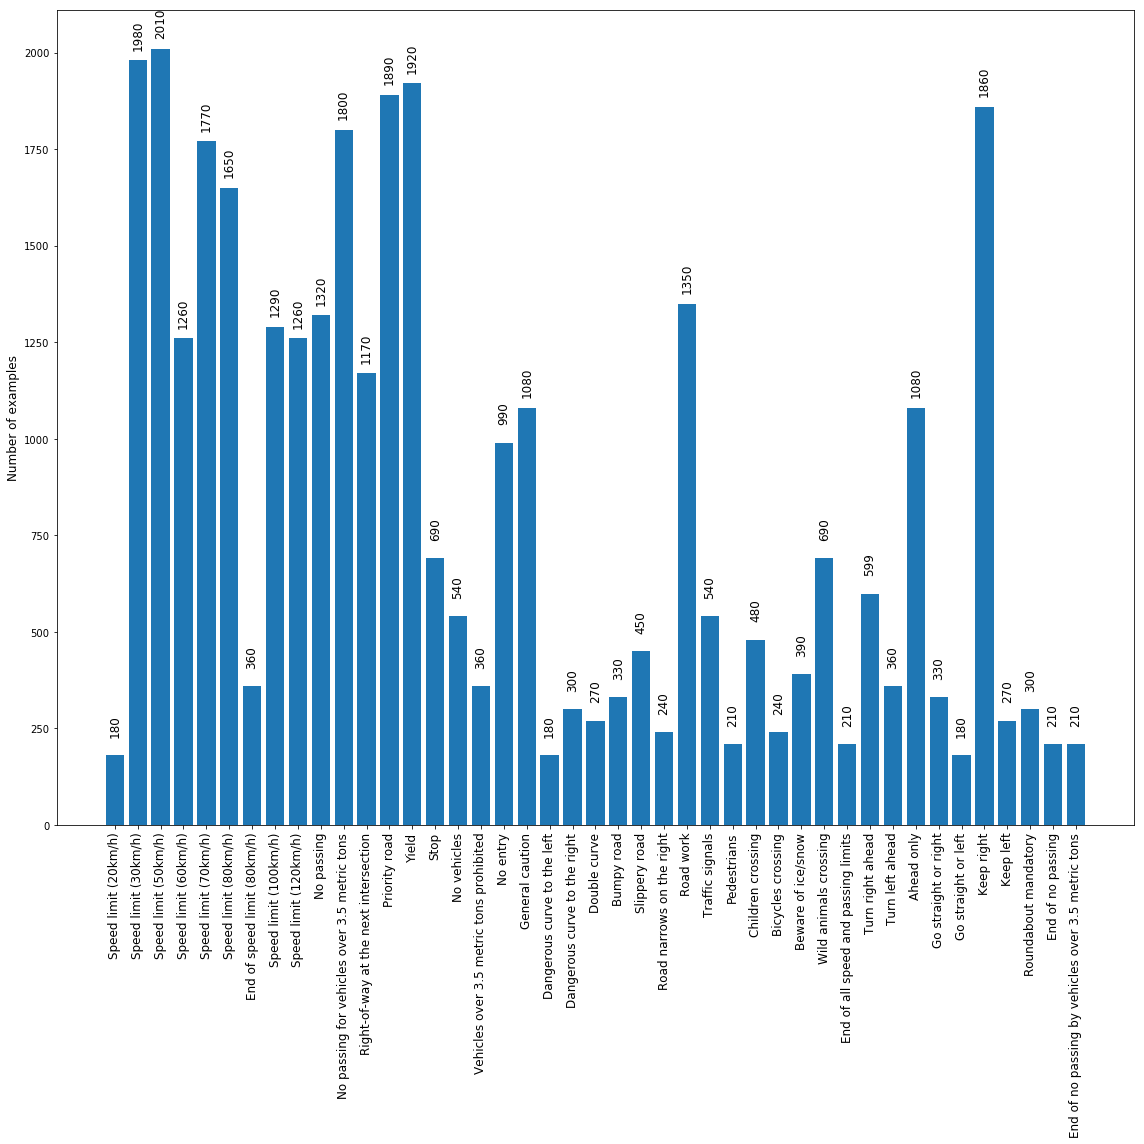 Number of examples
2000
1750
1500
1250
1000
750
500
250
0
180
1980
2010
1260
1770
1650
360
1290
1260
1320
1800
1170
1890
1920
690
540
360
990
1080
180
300
270
330
450
240
1350
540
210
480
240
390
690
210
599
360
1080
330
180
1860
270
300
210
210
Speed limit (20km/h)
Speed limit (30km/h)
Speed limit (50km/h)
Speed limit (60km/h)
Speed limit (70km/h)
Speed limit (80km/h)
End of speed limit (80km/h)
Speed limit (100km/h)
Speed limit (120km/h)
No passing
No passing for vehicles over 3.5 metric tons
Right-of-way at the next intersection
Priority road
Yield
Stop
No vehicles
Vehicles over 3.5 metric tons prohibited
No entry
General caution
Dangerous curve to the left
Dangerous curve to the right
Double curve
Bumpy road
Slippery road
Road narrows on the right
Road work
Traffic signals
Pedestrians
Children crossing
Bicycles crossing
Beware of ice/snow
Wild animals crossing
End of all speed and passing limits
Turn right ahead
Turn left ahead
Ahead only
Go straight or right
Go straight or left
Keep right
Keep left
Roundabout mandatory
End of no passing
End of no passing by vehicles over 3.5 metric tons